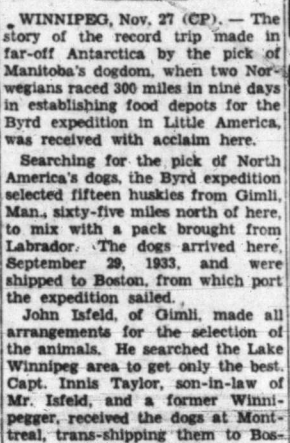 WINNIPEG, Nov. 27 (CP). — The
story of the record trip made in
far-off Antarctica by the pick of
Manitoba's dogdom, when two Nor-
wegians raced 300 miles in nine days
in establishing food depots for the
Byrd expedition in Little America,
was received with acclaim here.
Searching for the pick of North
America's dogs, the Byrd expedition
selected fifteen huskies from Gimli,
Man., sixty-five miles north of here,
to mix with a pack brought from
Labrador. The dogs arrived here,
September 29, 1933, and were
shipped to Boston, from which port
the expedition sailed.
John Isfeld, of Gimli, made all
arrangements for the selection of
the animals. He searched the Lake
Winnipeg area to get only the best.
Capt. Innis Taylor, son-in-law of
Mr. Isfeld, and a former Winni-
pegger, received the dogs at Mont-
treal, trans-shipping them to Bos-